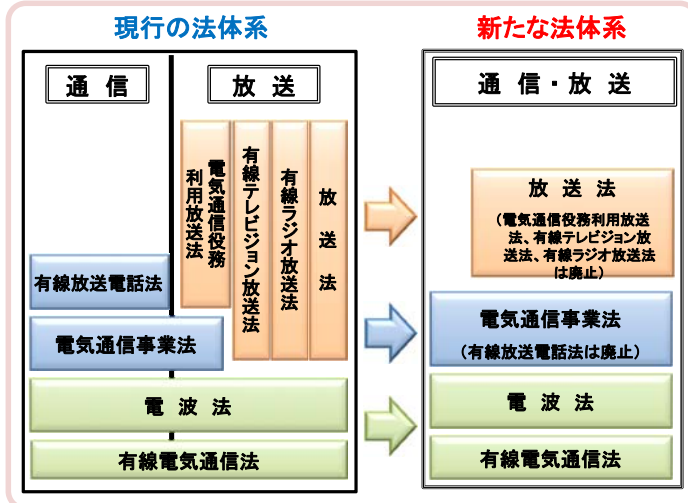 現行の法体系
新たな法体系
通 信
放 送
電気通信役務
利用放送法
有線テレビジョン放送法
有線ラジオ放送法
放 送 法
有線放送電話法
電気通信事業法
電 波 法
有線電気通信法
通 信 ・ 放 送
放 送 法
(電気通信役務利用放送
法、有線テレビジョン放
送法、有線ラジオ放送法
は廃止)
電気通信事業法
(有線放送電話法は廃止)
電 波 法
有線電気通信法